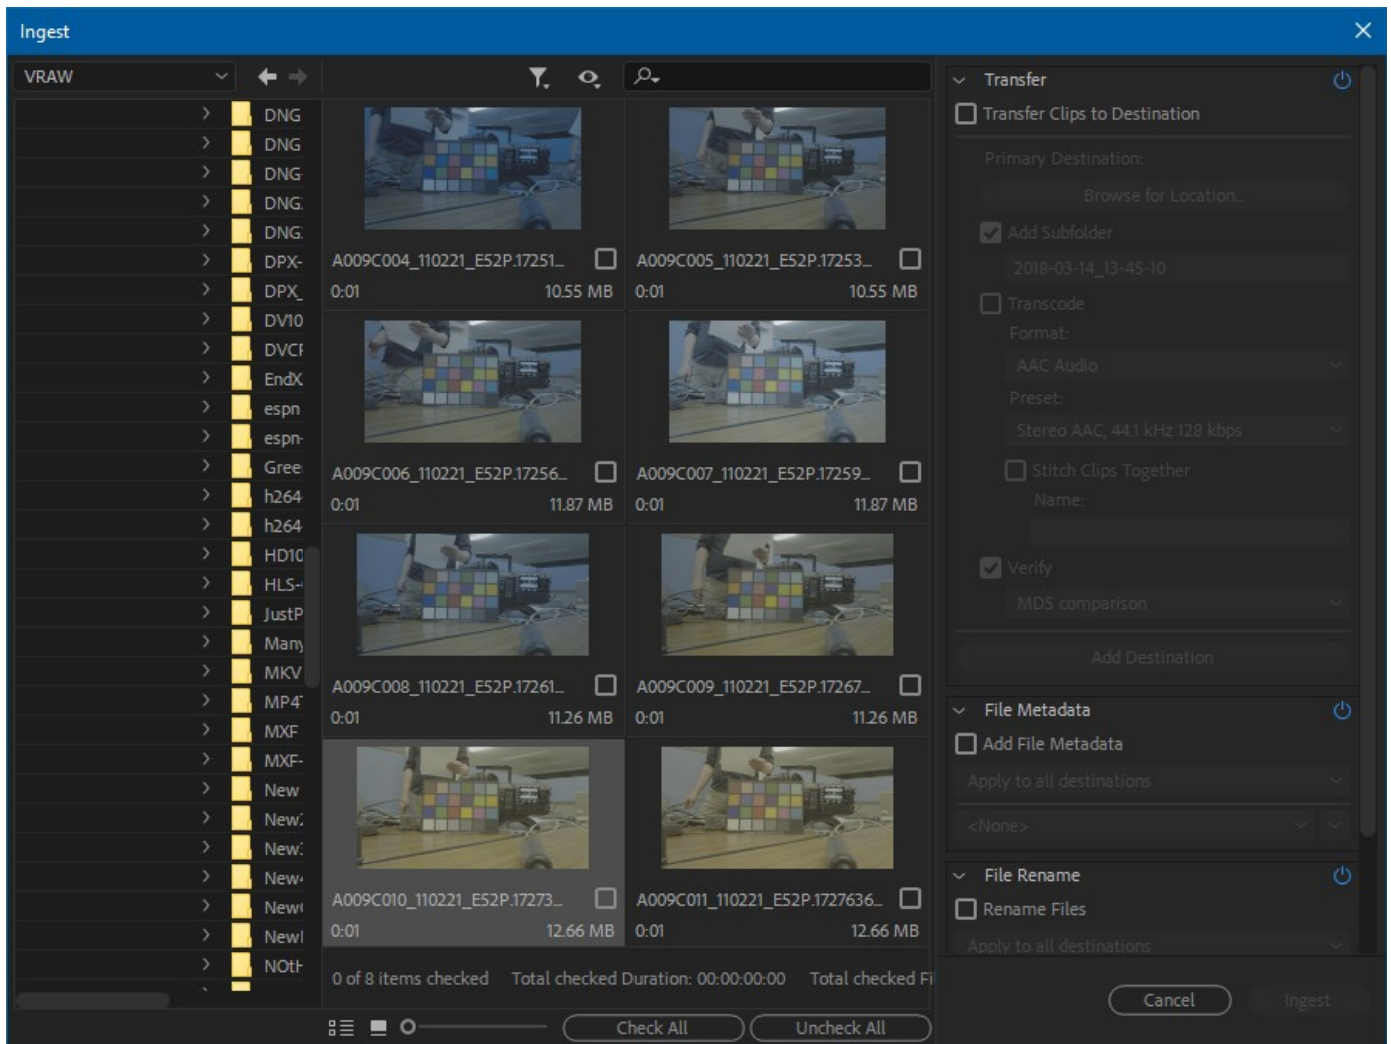 Ingest
VRAW
DNG
DNG
DNG
DNG
DNG
DPX-
DPX_
DV10
DVC
EndX
espn
espn-
Gree
h264
h264
HD10
HLS-
JustP
Many
MKV
MP4
MXF
MXF-
New
New
New
New
New
New
NOt
A009C004_110221_E52P.17251...
0:01 10.55 MB
A009C005_110221_E52P.17253...
0:01 10.55 MB
A009C006_110221_E52P.17256...
0:01 11.87 MB
A009C007_110221_E52P.17259...
0:01 11.87 MB
A009C008_110221_E52P.17261...
0:01 11.26 MB
A009C009_110221_E52P.17267...
0:01 11.26 MB
A009C010_110221_E52P.17273...
0:01 12.66 MB
A009C011_110221_E52P.1727636...
0:01 12.66 MB
0 of 8 items checked Total checked Duration: 00:00:00:00 Total checked Fi
Check All
Uncheck All
Transfer
Transfer Clips to Destination
Primary Destination:
Browse for Location...
Add Subfolder
2018-03-14_13-45-10
Transcode
Format:
AAC Audio
Preset:
Stereo AAC, 44.1 kHz 128 kbps
Stitch Clips Together
Name:
Verify
MD5 comparison
Add Destination
File Metadata
Add File Metadata
Apply to all destinations
<None>
File Rename
Rename Files
Apply to all destinations
Cancel
Ingest